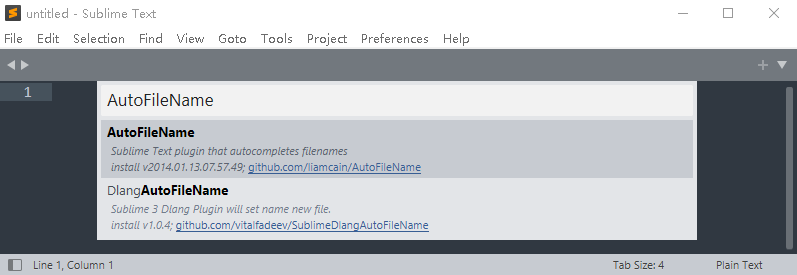 untitled - Sublime Text
File Edit Selection Find View Goto Tools Project Preferences Help
1
AutoFileName
AutoFileName
Sublime Text plugin that autocompletes filenames
install v2014.01.13.07.57.49; github.com/liamcain/AutoFileName
DlangAutoFileName
Sublime 3 Dlang Plugin will set name new file.
install v1.0.4; github.com/vitalfadeev/SublimeDlangAutoFileName
Line 1, Column 1 Tab Size: 4 Plain Text